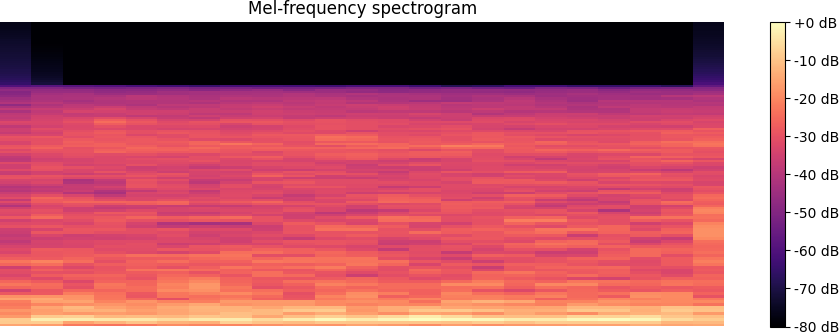 Mel-frequency spectrogram
+0 dB
-10 dB
-20 dB
-30 dB
-40 dB
-50 dB
-60 dB
-70 dB
-80 dB